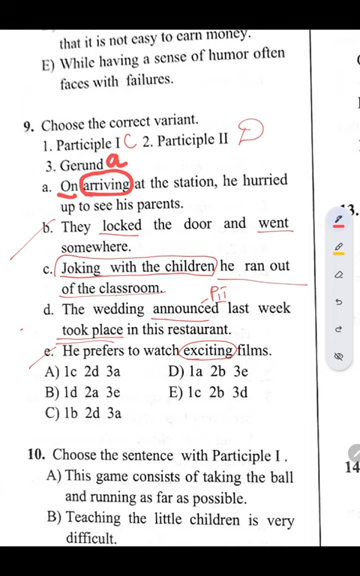 that it is not easy to earn money.
E) While having a sense of humor often
faces with failures.
9. Choose the correct variant.
1. Participle I C 2. Participle II D
3. Gerund a
a. On arriving at the station, he hurried
up to see his parents.
b. They locked the door and went
somewhere.
c. Joking with the children he ran out
of the classroom.
PII
d. The wedding announced last week
took place in this restaurant.
e. He prefers to watch exciting films.
A) 1c 2d 3a D) 1a 2b 3e
B) 1d 2a 3e E) 1c 2b 3d
C) 1b 2d 3a
10. Choose the sentence with Participle I.
A) This game consists of taking the ball
and running as far as possible.
B) Teaching the little children is very
difficult.
13.
14